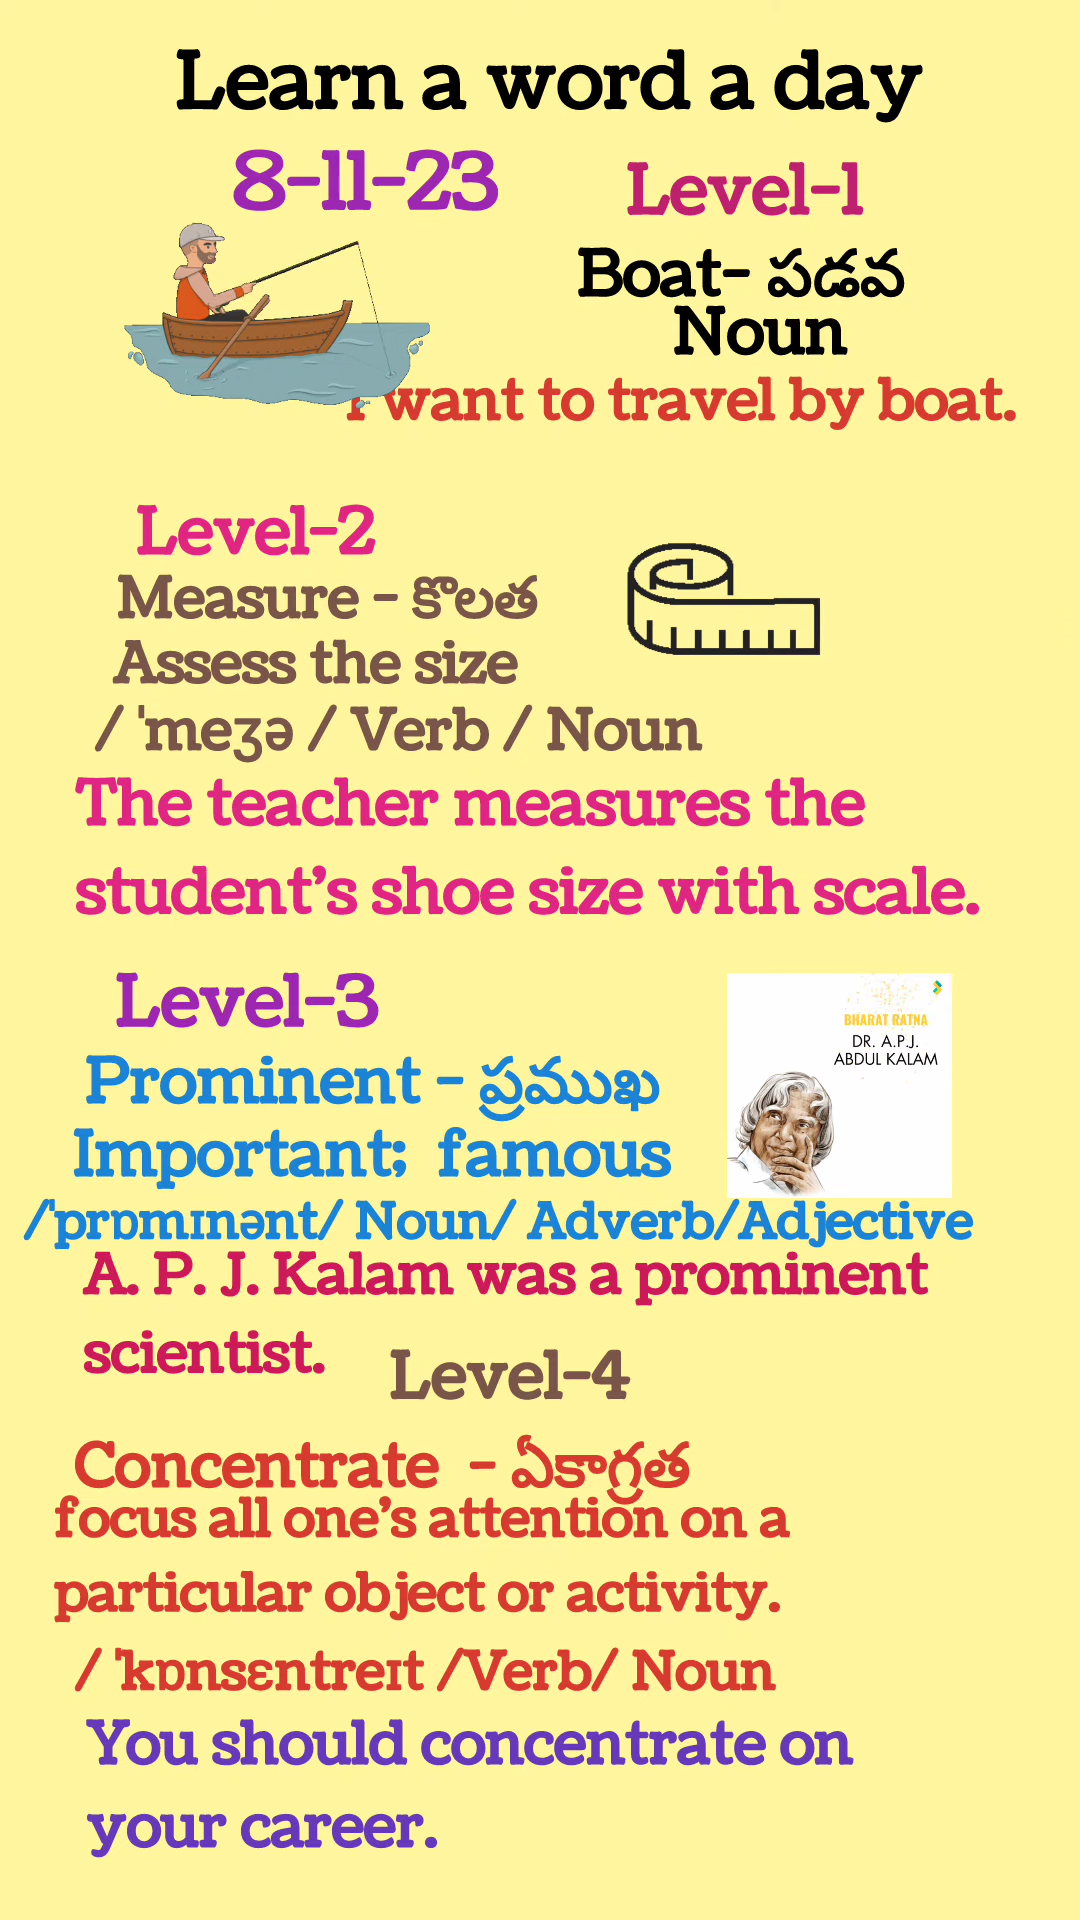 Learn a word a day
8-11-23
Level-1
Boat- పడవ
Noun
I want to travel by boat.
Level-2
Measure - కొలత
Assess the size
/ ˈmeʒə / Verb / Noun
The teacher measures the
student's shoe size with scale.
Level-3
BHARAT RATNA
DR. A.P.J.
ABDUL KALAM
Prominent - ప్రముఖ
Important;  famous
/ˈprɒmɪnənt/ Noun/ Adverb/Adjective
A. P. J. Kalam was a prominent
scientist.
Level-4
Concentrate  - ఏకాగ్రత
focus all one's attention on a
particular object or activity.
/ ˈkɒnsɛntreɪt /Verb/ Noun
You should concentrate on
your career.